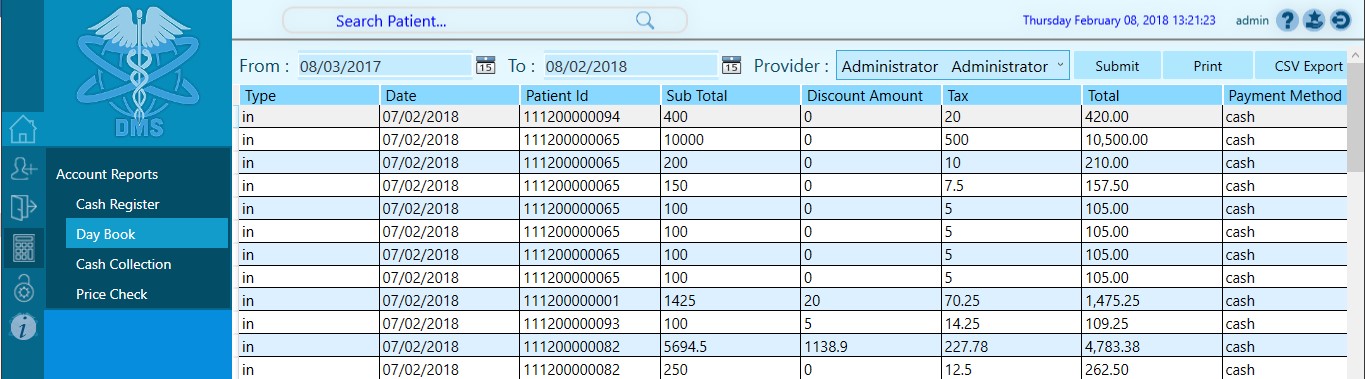 Search Patient...
Thursday February 08, 2018 13:21:23
admin
?
DMS
From : 08/03/2017 15 To : 08/02/2018 15 Provider : Administrator Administrator Submit Print CSV Export
Account Reports
Cash Register
Day Book
Cash Collection
Price Check
i
Type Date Patient Id Sub Total Discount Amount Tax Total Payment Method
in 07/02/2018 111200000094 400 0 20 420.00 cash
in 07/02/2018 111200000065 10000 0 500 10,500.00 cash
in 07/02/2018 111200000065 200 0 10 210.00 cash
in 07/02/2018 111200000065 150 0 7.5 157.50 cash
in 07/02/2018 111200000065 100 0 5 105.00 cash
in 07/02/2018 111200000065 100 0 5 105.00 cash
in 07/02/2018 111200000065 100 0 5 105.00 cash
in 07/02/2018 111200000065 100 0 5 105.00 cash
in 07/02/2018 111200000001 1425 20 70.25 1,475.25 cash
in 07/02/2018 111200000093 100 5 14.25 109.25 cash
in 07/02/2018 111200000082 5694.5 1138.9 227.78 4,783.38 cash
in 07/02/2018 111200000082 250 0 12.5 262.50 cash